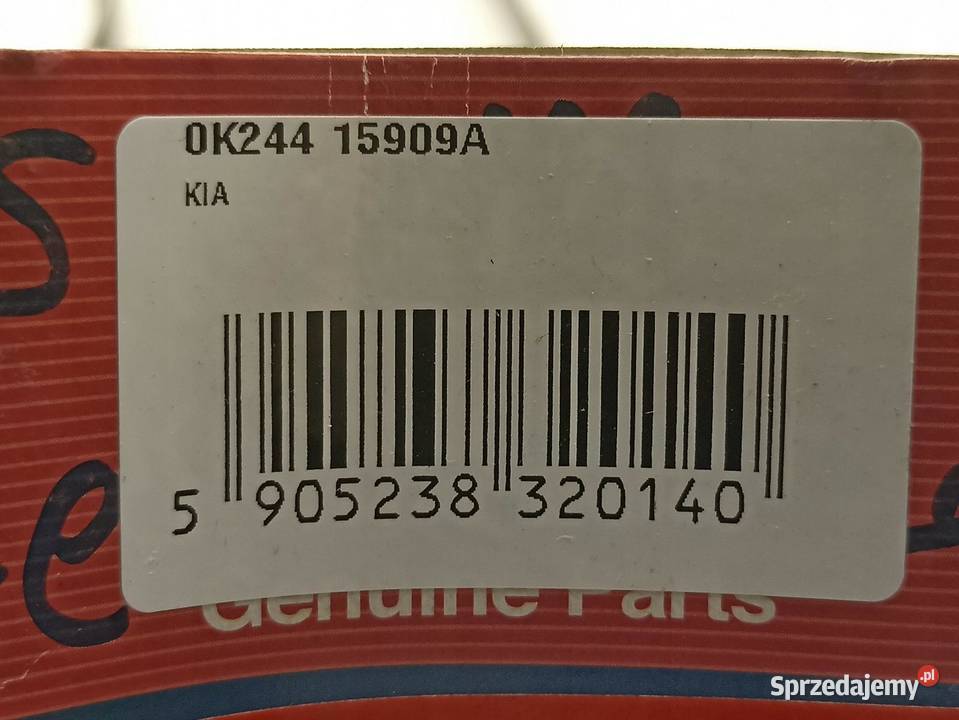 0K244 15909A
KIA
5 905238 320140
Genuine Parts
Sprzedajemy.pl